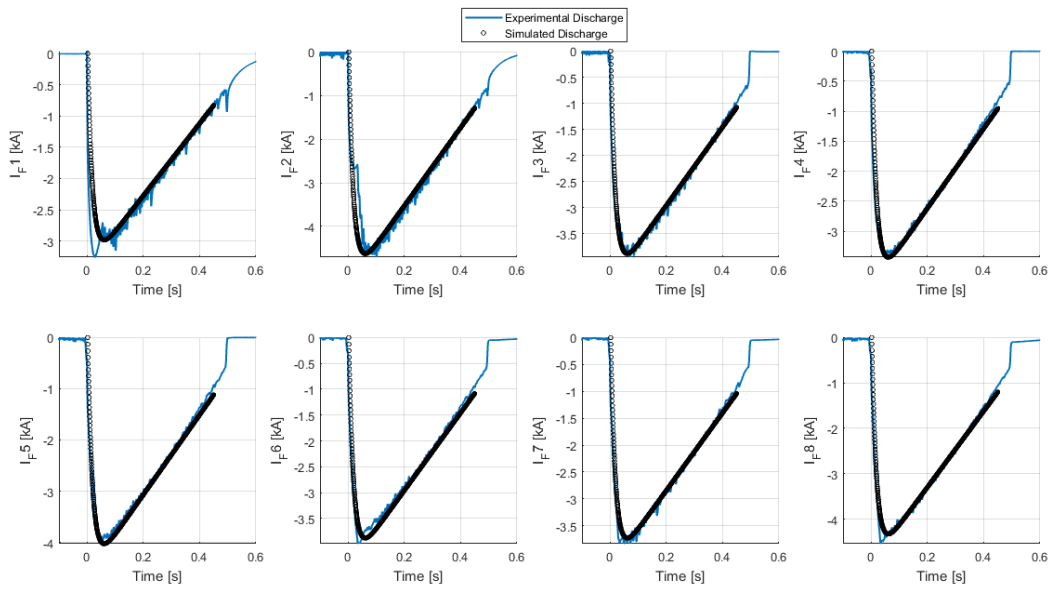 Experimental Discharge
Simulated Discharge
0
-0.5
-1
-1.5
-2
-2.5
-3
I_F1 [kA]
0 0.2 0.4 0.6
Time [s]
0
-1
-2
-3
-4
I_F2 [kA]
0 0.2 0.4 0.6
Time [s]
0
-0.5
-1
-1.5
-2
-2.5
-3
-3.5
I_F3 [kA]
0 0.2 0.4 0.6
Time [s]
0
-0.5
-1
-1.5
-2
-2.5
-3
I_F4 [kA]
0 0.2 0.4 0.6
Time [s]
0
-1
-2
-3
-4
I_F5 [kA]
0 0.2 0.4 0.6
Time [s]
0
-0.5
-1
-1.5
-2
-2.5
-3
-3.5
I_F6 [kA]
0 0.2 0.4 0.6
Time [s]
0
-0.5
-1
-1.5
-2
-2.5
-3
-3.5
I_F7 [kA]
0 0.2 0.4 0.6
Time [s]
0
-1
-2
-3
-4
I_F8 [kA]
0 0.2 0.4 0.6
Time [s]